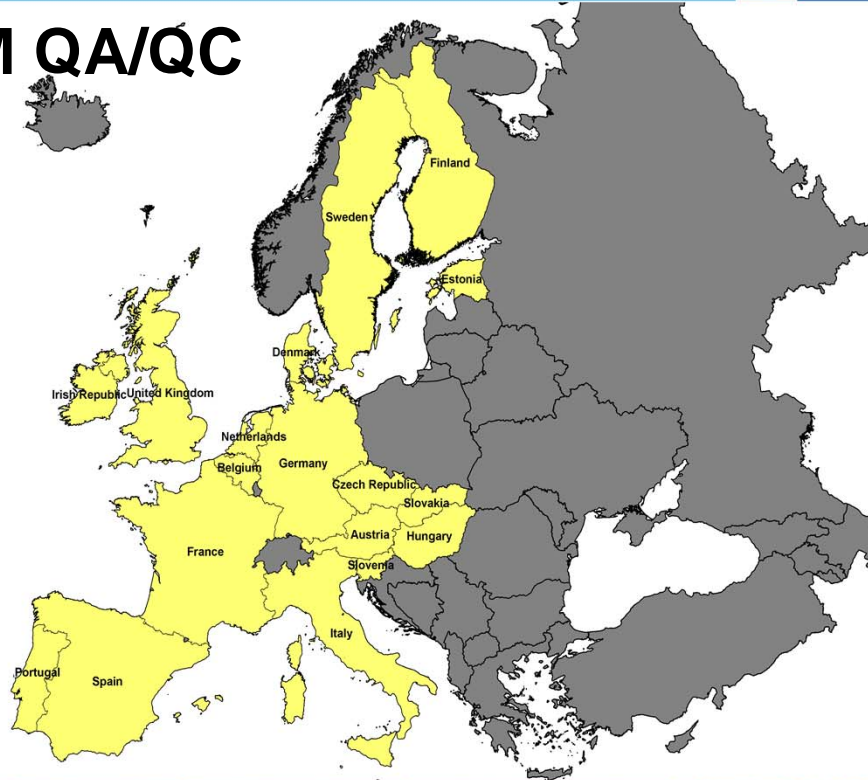 M QA/QC
Finland
Sweden
Estonia
Denmark
Irish Republic
United Kingdom
Netherlands
Belgium
Germany
Czech Republic
Slovakia
Austria
Hungary
France
Slovenia
Italy
Portugal
Spain